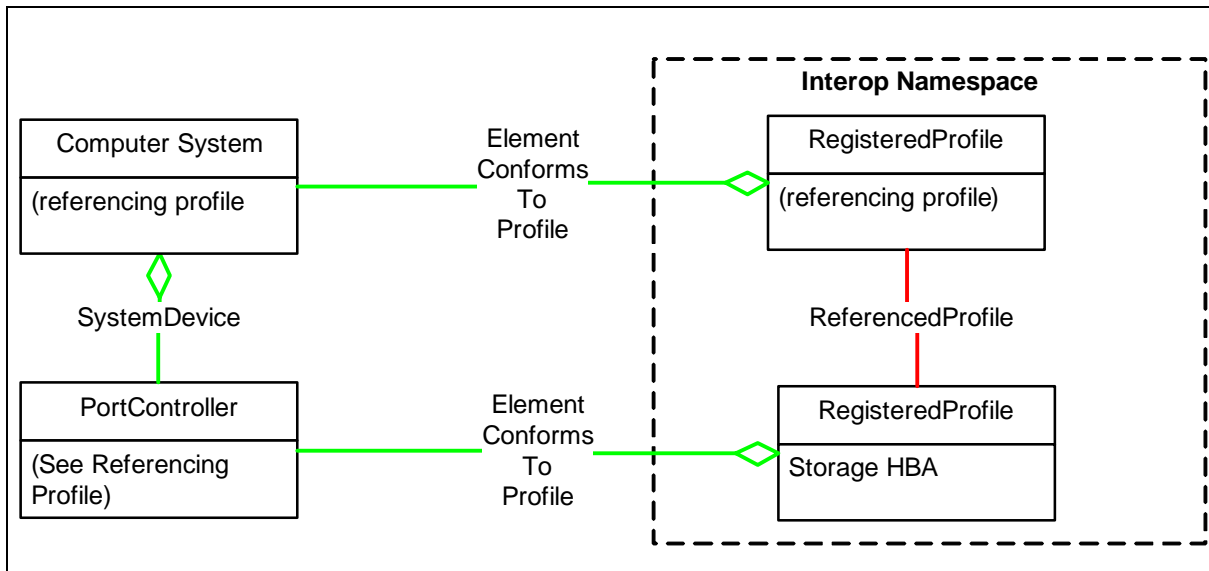 Interop Namespace
Computer System
(referencing profile
Element
Conforms
To
Profile
RegisteredProfile
(referencing profile)
SystemDevice
ReferencedProfile
PortController
(See Referencing
Profile)
Element
Conforms
To
Profile
RegisteredProfile
Storage HBA